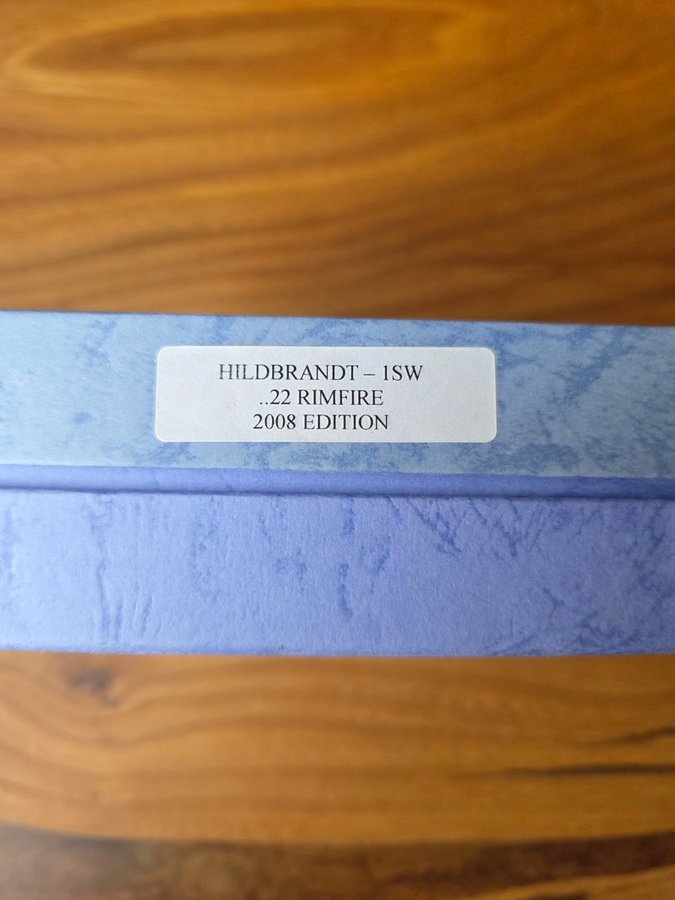 HILDBRANDT – 1SW
..22 RIMFIRE
2008 EDITION